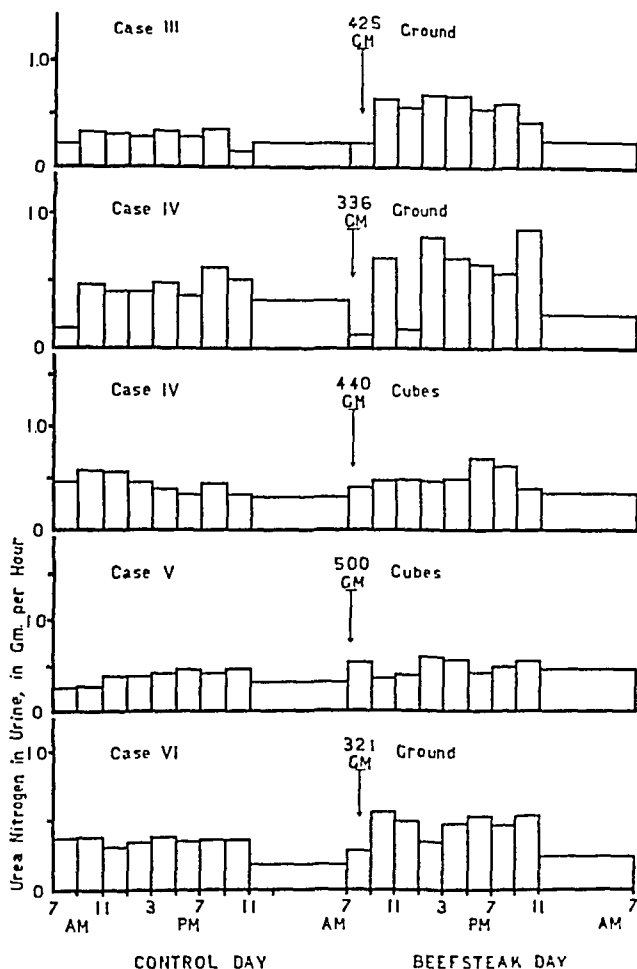 Case III
425 GM Ground
1.0
0
Case IV
336 CM Ground
1.0
0
Case IV
440 GM Cubes
1.0
0
Case V
500 GM Cubes
1.0
0
Case VI
321 GM Ground
1.0
0
Urea Nitrogen in Urine, in Gm. per Hour
7 11 3 7 11 7 11 3 7 11 7
AM PM AM PM AM
CONTROL DAY BEEFSTEAK DAY